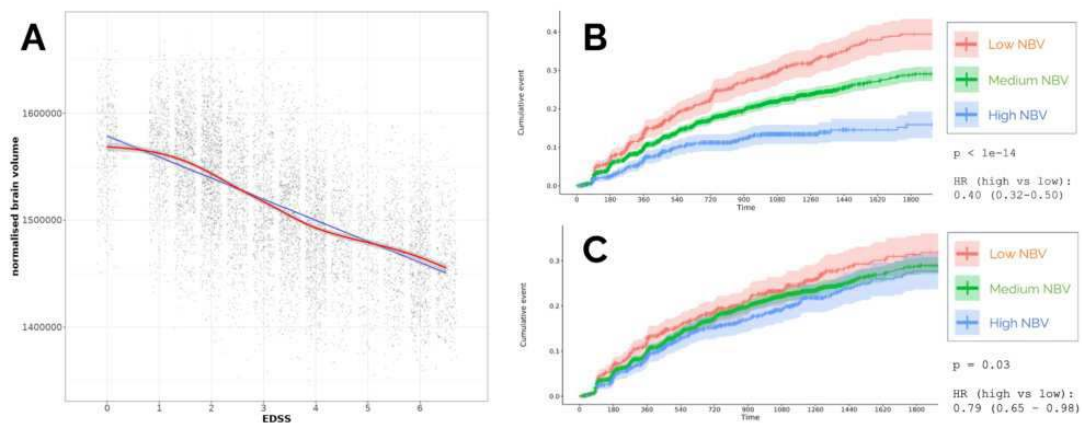 A
normalised brain volume
1600000
1500000
1400000
0 1 2 3 4 5 6
EDSS
B
Cumulative event
0.4
0.3
0.2
0.1
0.0
0 180 360 540 720 900 1080 1260 1440 1620 1800
Time
Low NBV
Medium NBV
High NBV
p < 1e-14
HR (high vs low):
0.40 (0.32-0.50)
C
Cumulative event
0.3
0.2
0.1
0.0
0 180 360 540 720 900 1080 1260 1440 1620 1800
Time
Low NBV
Medium NBV
High NBV
p = 0.03
HR (high vs low):
0.79 (0.65 - 0.98)